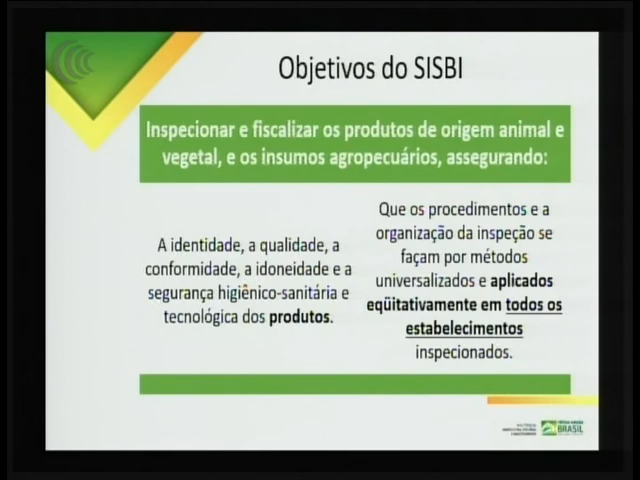 Objetivos do SISBI
Inspecionar e fiscalizar os produtos de origem animal e
vegetal, e os insumos agropecuários, assegurando:
A identidade, a qualidade, a
conformidade, a idoneidade e a
segurança higiênico-sanitária e
tecnológica dos produtos.
Que os procedimentos e a
organização da inspeção se
façam por métodos
universalizados e aplicados
eqüitativamente em todos os
estabelecimentos
inspecionados.
BRASIL